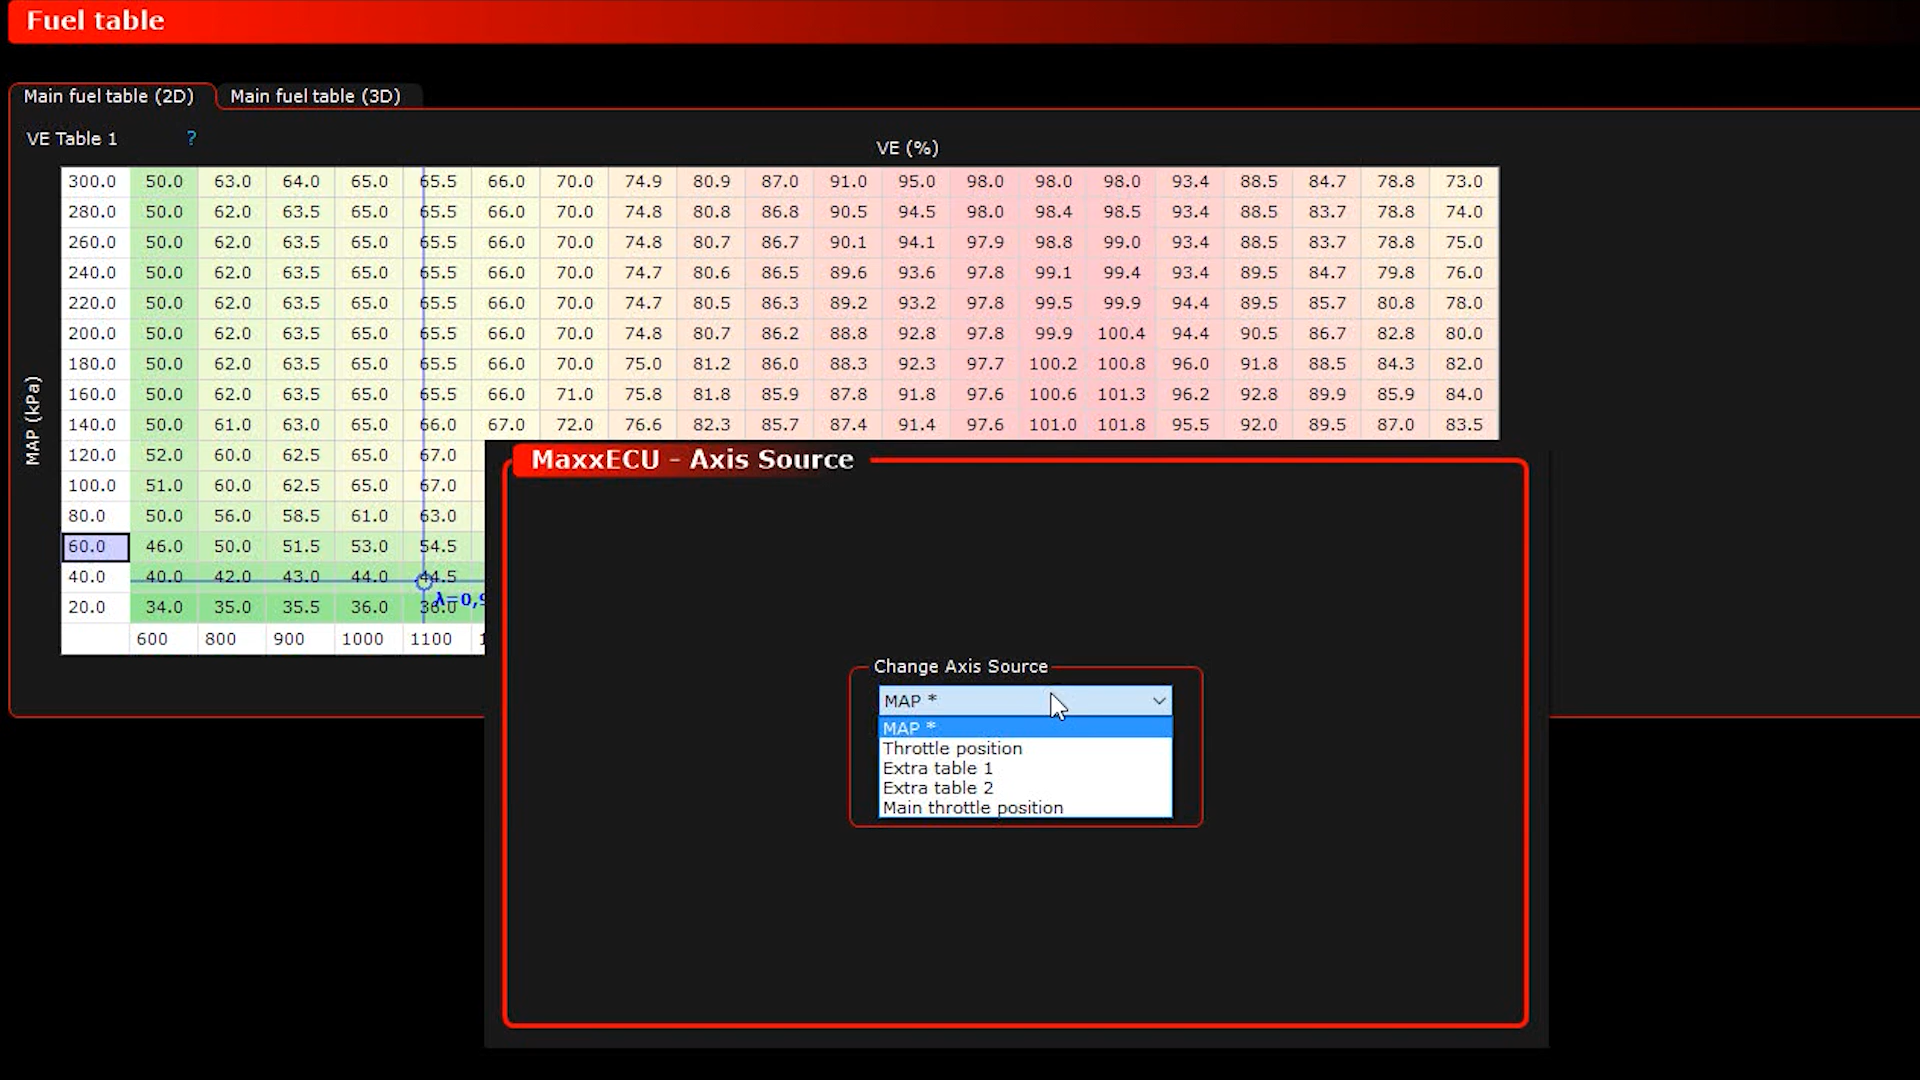 Fuel table
Main fuel table (2D) Main fuel table (3D)
VE Table 1 ?
VE (%)
MAP (kPa)
300.0 50.0 63.0 64.0 65.0 65.5 66.0 70.0 74.9 80.9 87.0 91.0 95.0 98.0 98.0 98.0 93.4 88.5 84.7 78.8 73.0
280.0 50.0 62.0 63.5 65.0 65.5 66.0 70.0 74.8 80.8 86.8 90.5 94.5 98.0 98.4 98.5 93.4 88.5 83.7 78.8 74.0
260.0 50.0 62.0 63.5 65.0 65.5 66.0 70.0 74.8 80.7 86.7 90.1 94.1 97.9 98.8 99.0 93.4 88.5 83.7 78.8 75.0
240.0 50.0 62.0 63.5 65.0 65.5 66.0 70.0 74.7 80.6 86.5 89.6 93.6 97.8 99.1 99.4 93.4 89.5 84.7 79.8 76.0
220.0 50.0 62.0 63.5 65.0 65.5 66.0 70.0 74.7 80.5 86.3 89.2 93.2 97.8 99.5 99.9 94.4 89.5 85.7 80.8 78.0
200.0 50.0 62.0 63.5 65.0 65.5 66.0 70.0 74.8 80.7 86.2 88.8 92.8 97.8 99.9 100.4 94.4 90.5 86.7 82.8 80.0
180.0 50.0 62.0 63.5 65.0 65.5 66.0 70.0 75.0 81.2 86.0 88.3 92.3 97.7 100.2 100.8 96.0 91.8 88.5 84.3 82.0
160.0 50.0 62.0 63.5 65.0 65.5 66.0 71.0 75.8 81.8 85.9 87.8 91.8 97.6 100.6 101.3 96.2 92.8 89.9 85.9 84.0
140.0 50.0 61.0 63.0 65.0 66.0 67.0 72.0 76.6 82.3 85.7 87.4 91.4 97.6 101.0 101.8 95.5 92.0 89.5 87.0 83.5
120.0 52.0 60.0 62.5 65.0 67.0
100.0 51.0 60.0 62.5 65.0 67.0
80.0 50.0 56.0 58.5 61.0 63.0
60.0 46.0 50.0 51.5 53.0 54.5
40.0 40.0 42.0 43.0 44.0 44.5
λ=0,9
20.0 34.0 35.0 35.5 36.0 36.0
600 800 900 1000 1100 1
MaxxECU - Axis Source
Change Axis Source
MAP *
MAP *
Throttle position
Extra table 1
Extra table 2
Main throttle position